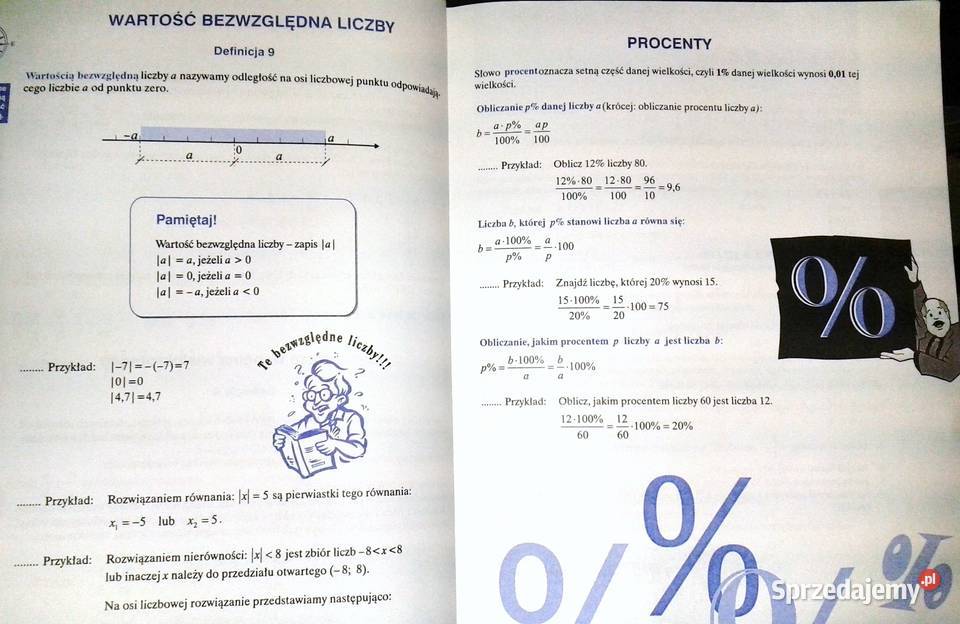 WARTOŚĆ BEZWZGLĘDNA LICZBY
Definicja 9
Wartością bezwzględną liczby a nazywamy odległość na osi liczbowej punktu odpowiadają-
cego liczbie a od punktu zero.
–a 0 a
a a
Pamiętaj!
Wartość bezwzględna liczby – zapis |a|
|a| = a, jeżeli a > 0
|a| = 0, jeżeli a = 0
|a| = – a, jeżeli a < 0
Te bezwzględne liczby!!!
........ Przykład: |–7| = –(–7)=7
|0| =0
|4,7| =4,7
........ Przykład: Rozwiązaniem równania: |x| = 5 są pierwiastki tego równania:
x₁ = –5 lub x₂ = 5.
........ Przykład: Rozwiązaniem nierówności: |x| < 8 jest zbiór liczb –8<x<8
lub inaczej x należy do przedziału otwartego (–8; 8).
Na osi liczbowej rozwiązanie przedstawiamy następująco:
PROCENTY
Słowo procent oznacza setną część danej wielkości, czyli 1% danej wielkości wynosi 0,01 tej
wielkości.
Obliczanie p% danej liczby a (krócej: obliczanie procentu liczby a):
b = a·p%/100% = ap/100
........ Przykład: Oblicz 12% liczby 80.
12%·80/100% = 12·80/100 = 96/10 = 9,6
Liczba b, której p% stanowi liczba a równa się:
b = a·100%/p% = a/p ·100
........ Przykład: Znajdź liczbę, której 20% wynosi 15.
15·100%/20% = 15/20 ·100 = 75
%
Obliczanie, jakim procentem p liczby a jest liczba b:
p% = b·100%/a = b/a ·100%
........ Przykład: Oblicz, jakim procentem liczby 60 jest liczba 12.
12·100%/60 = 12/60 ·100% = 20%
% % % %
Sprzedajemy.pl